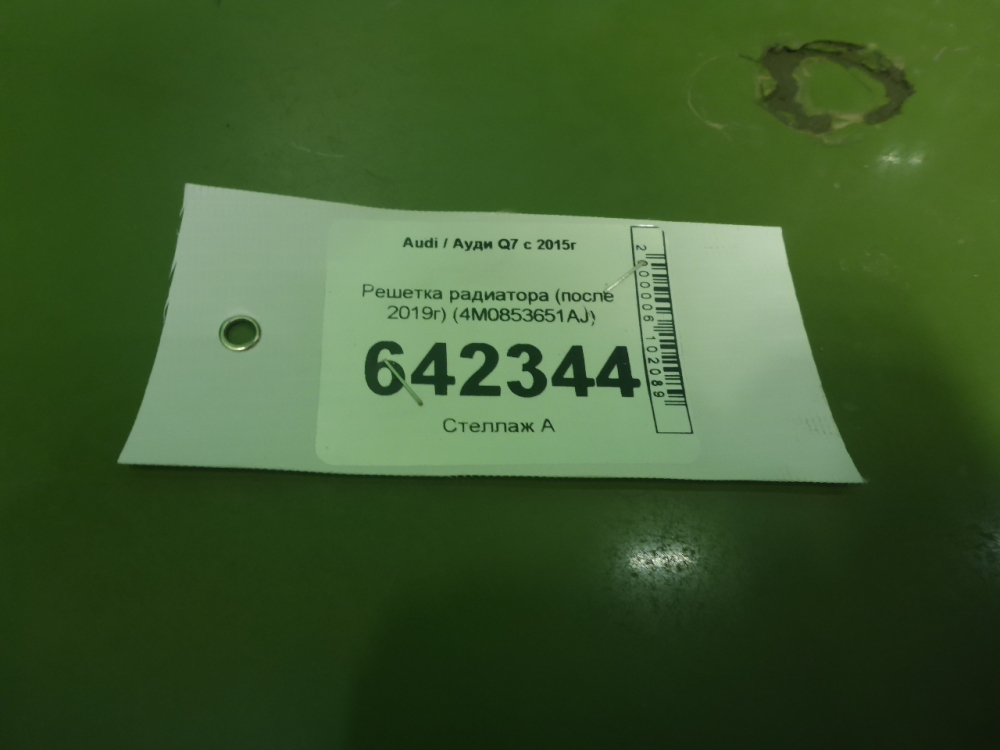 Audi / Ауди Q7 с 2015г
Решетка радиатора (после
2019г) (4M0853651AJ)
642344
Стеллаж А
2000006102089